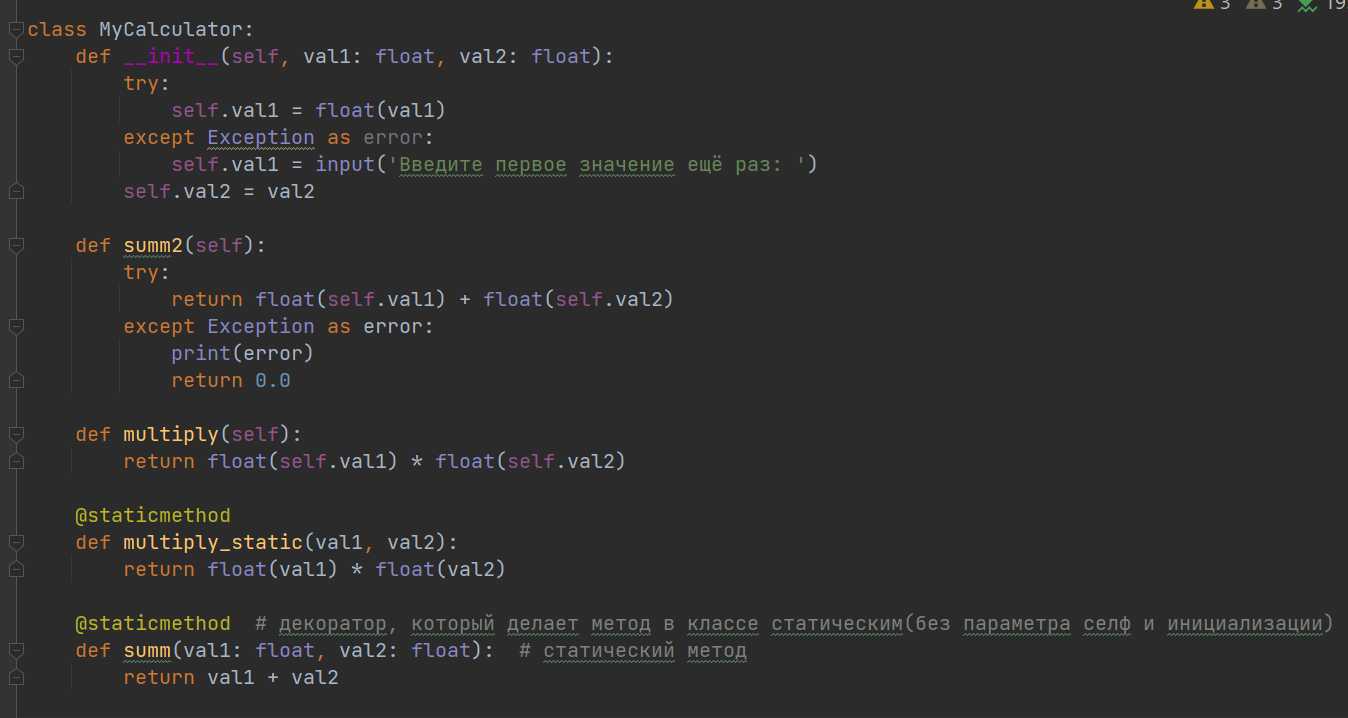 3 3 19
class MyCalculator:
    def __init__(self, val1: float, val2: float):
        try:
            self.val1 = float(val1)
        except Exception as error:
            self.val1 = input('Введите первое значение ещё раз: ')
        self.val2 = val2
    def summ2(self):
        try:
            return float(self.val1) + float(self.val2)
        except Exception as error:
            print(error)
            return 0.0
    def multiply(self):
        return float(self.val1) * float(self.val2)
    @staticmethod
    def multiply_static(val1, val2):
        return float(val1) * float(val2)
    @staticmethod  # декоратор, который делает метод в классе статическим(без параметра селф и инициализации)
    def summ(val1: float, val2: float):  # статический метод
        return val1 + val2